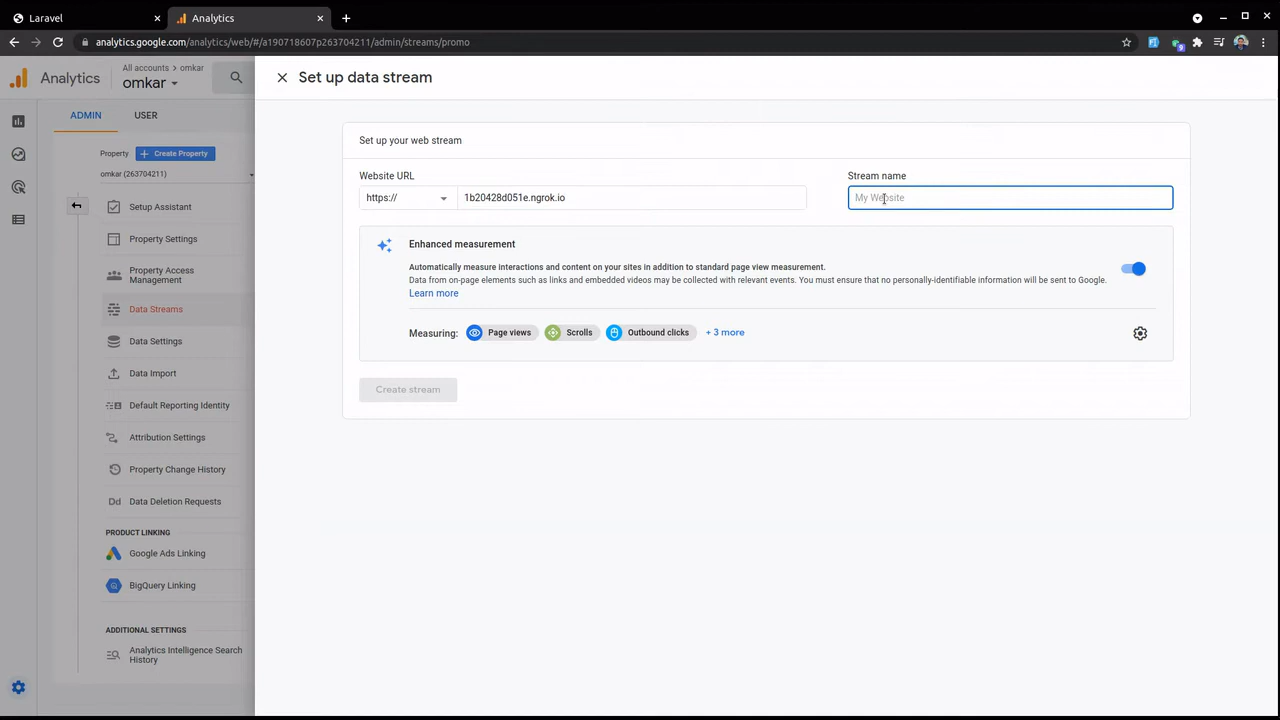 Laravel
Analytics
analytics.google.com/analytics/web/#/a190718607p263704211/admin/streams/promo
9
Analytics
All accounts > omkar
omkar
Set up data stream
ADMIN
USER
Property
Create Property
omkar (263704211)
Setup Assistant
Property Settings
Property Access
Management
Data Streams
Data Settings
Data Import
Default Reporting Identity
Attribution Settings
Property Change History
Dd Data Deletion Requests
PRODUCT LINKING
Google Ads Linking
BigQuery Linking
ADDITIONAL SETTINGS
Analytics Intelligence Search
History
Set up your web stream
Website URL
Stream name
https://
1b20428d051e.ngrok.io
My Website
Enhanced measurement
Automatically measure interactions and content on your sites in addition to standard page view measurement.
Data from on-page elements such as links and embedded videos may be collected with relevant events. You must ensure that no personally-identifiable information will be sent to Google.
Learn more
Measuring:
Page views
Scrolls
Outbound clicks
+ 3 more
Create stream